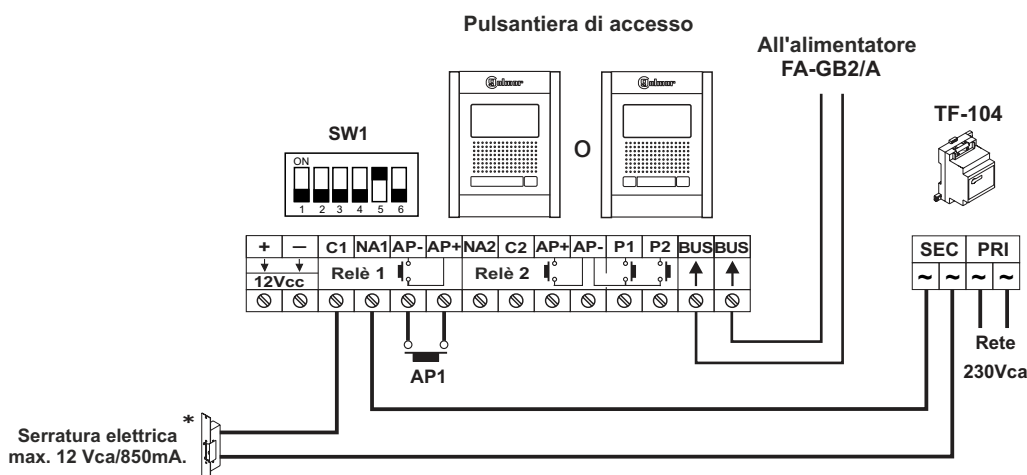 Pulsantiera di accesso
All'alimentatore
FA-GB2/A
TF-104
SW1
Golmar
Golmar
O
ON
1 2 3 4 5 6
+ — C1 NA1 AP- AP+ NA2 C2 AP+ AP- P1 P2 BUS BUS
SEC PRI
12Vcc
Relè 1
Relè 2
~ ~ ~ ~
Rete
230Vca
AP1
*
Serratura elettrica
max. 12 Vca/850mA.